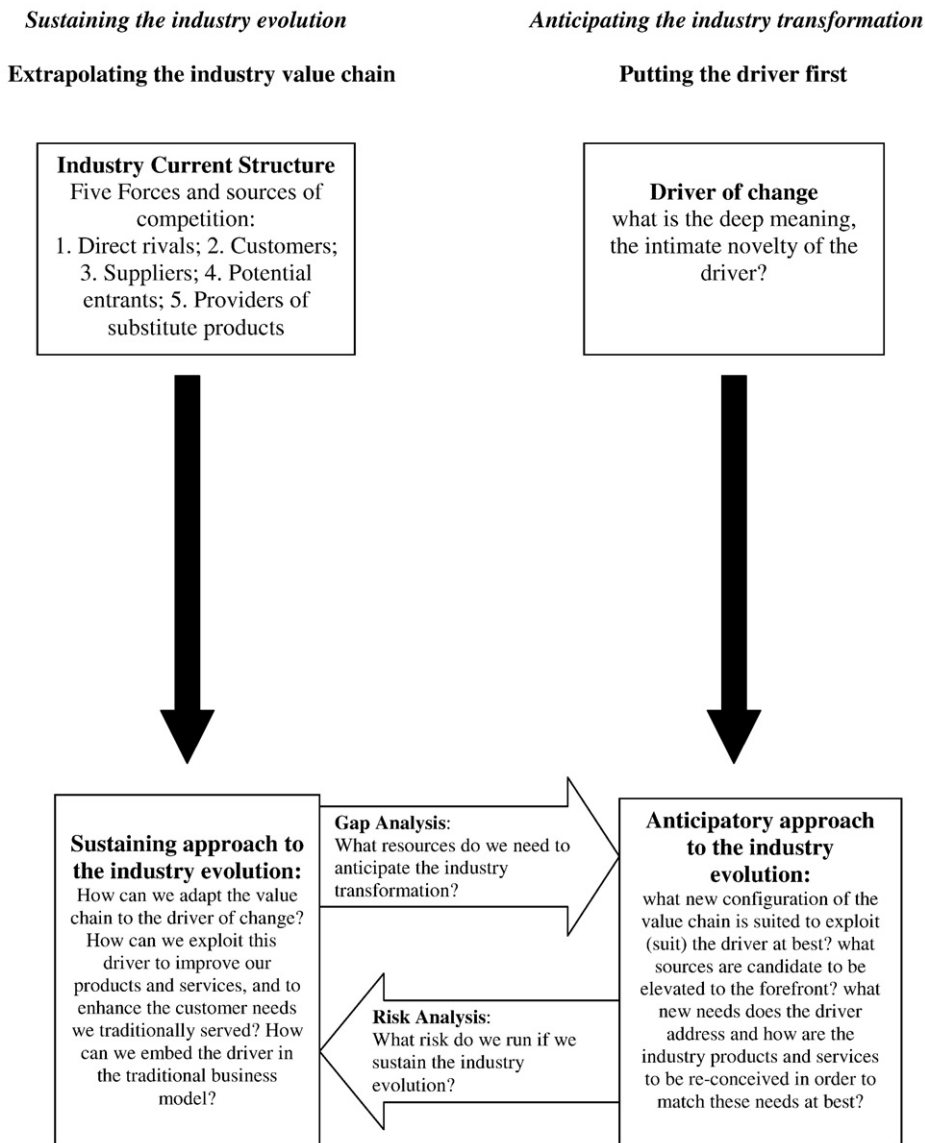 Sustaining the industry evolution
Anticipating the industry transformation
Extrapolating the industry value chain
Putting the driver first
Industry Current Structure
Five Forces and sources of
competition:
1. Direct rivals; 2. Customers;
3. Suppliers; 4. Potential
entrants; 5. Providers of
substitute products
Driver of change
what is the deep meaning,
the intimate novelty of the
driver?
Sustaining approach to
the industry evolution:
How can we adapt the value
chain to the driver of change?
How can we exploit this
driver to improve our
products and services, and to
enhance the customer needs
we traditionally served? How
can we embed the driver in
the traditional business
model?
Gap Analysis:
What resources do we need to
anticipate the industry
transformation?
Risk Analysis:
What risk do we run if we
sustain the industry
evolution?
Anticipatory approach
to the industry
evolution:
what new configuration of the
value chain is suited to exploit
(suit) the driver at best? what
sources are candidate to be
elevated to the forefront? what
new needs does the driver
address and how are the
industry products and services
to be re-conceived in order to
match these needs at best?